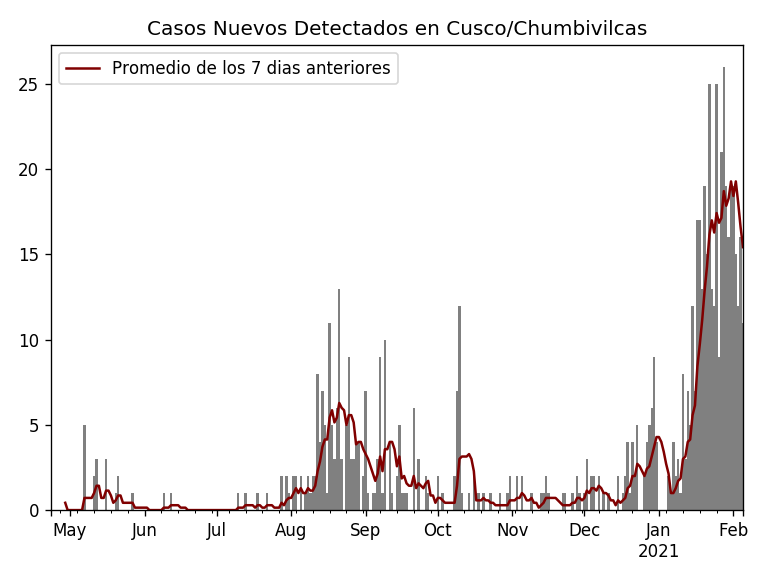 Casos Nuevos Detectados en Cusco/Chumbivilcas
Promedio de los 7 dias anteriores
25
20
15
10
5
0
May Jun Jul Aug Sep Oct Nov Dec Jan Feb
2021